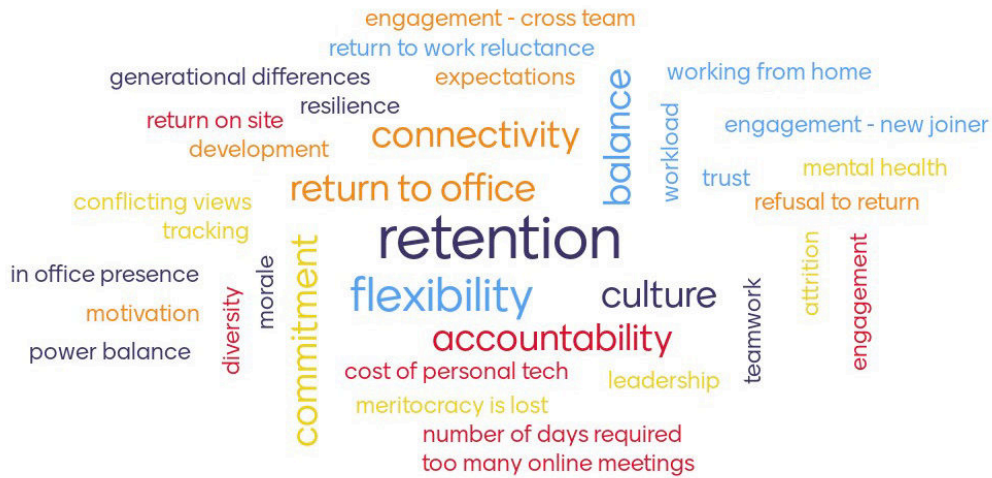 engagement - cross team
return to work reluctance
generational differences
expectations
working from home
resilience
balance
return on site
connectivity
workload
engagement - new joiner
development
mental health
return to office
trust
conflicting views
refusal to return
tracking
retention
in office presence
commitment
morale
flexibility
culture
attrition
engagement
motivation
diversity
teamwork
accountability
power balance
cost of personal tech
leadership
meritocracy is lost
number of days required
too many online meetings